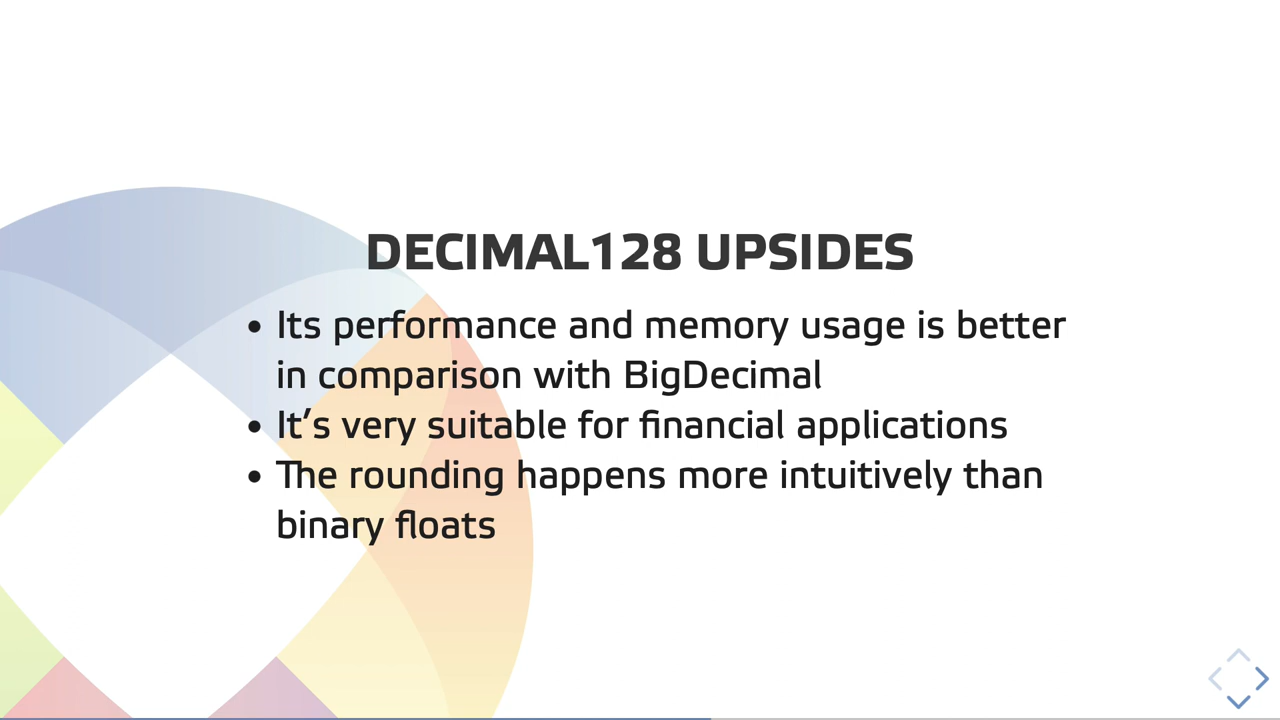 DECIMAL128 UPSIDES
• Its performance and memory usage is better
in comparison with BigDecimal
• It’s very suitable for financial applications
• The rounding happens more intuitively than
binary floats